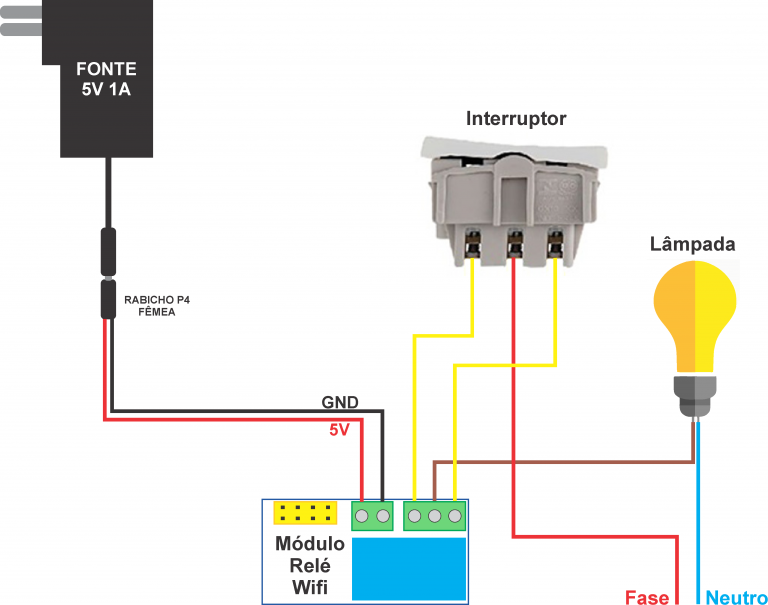 FONTE
5V 1A
Interruptor
Lâmpada
RABICHO P4
FÊMEA
GND
5V
Módulo
Relé
Wifi
Fase
Neutro